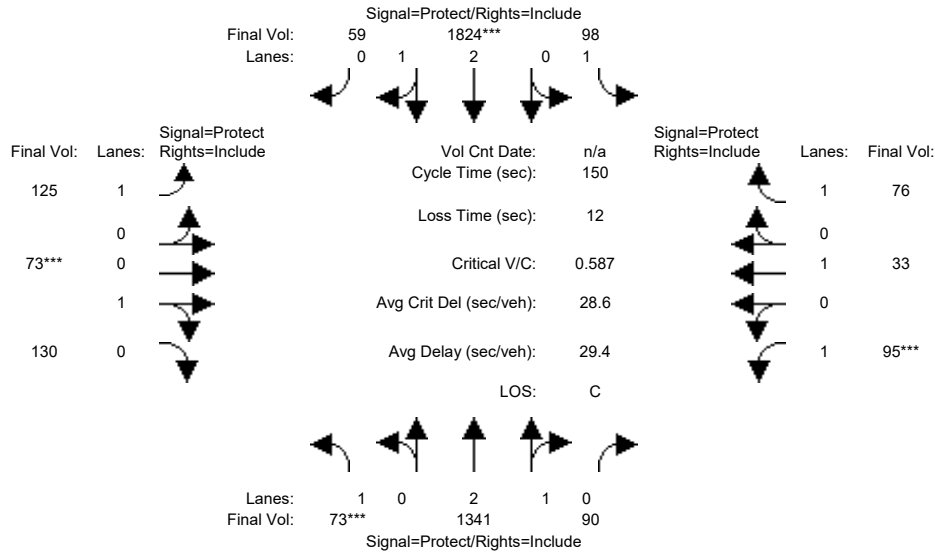 Signal=Protect/Rights=Include
Final Vol: 59 1824*** 98
Lanes: 0 1 2 0 1
Signal=Protect Signal=Protect
Final Vol: Lanes: Rights=Include Vol Cnt Date: n/a Rights=Include Lanes: Final Vol:
Cycle Time (sec): 150
125 1 1 76
Loss Time (sec): 12
0 0
73*** 0 Critical V/C: 0.587 1 33
1 Avg Crit Del (sec/veh): 28.6 0
130 0 Avg Delay (sec/veh): 29.4 1 95***
LOS: C
Lanes: 1 0 2 1 0
Final Vol: 73*** 1341 90
Signal=Protect/Rights=Include